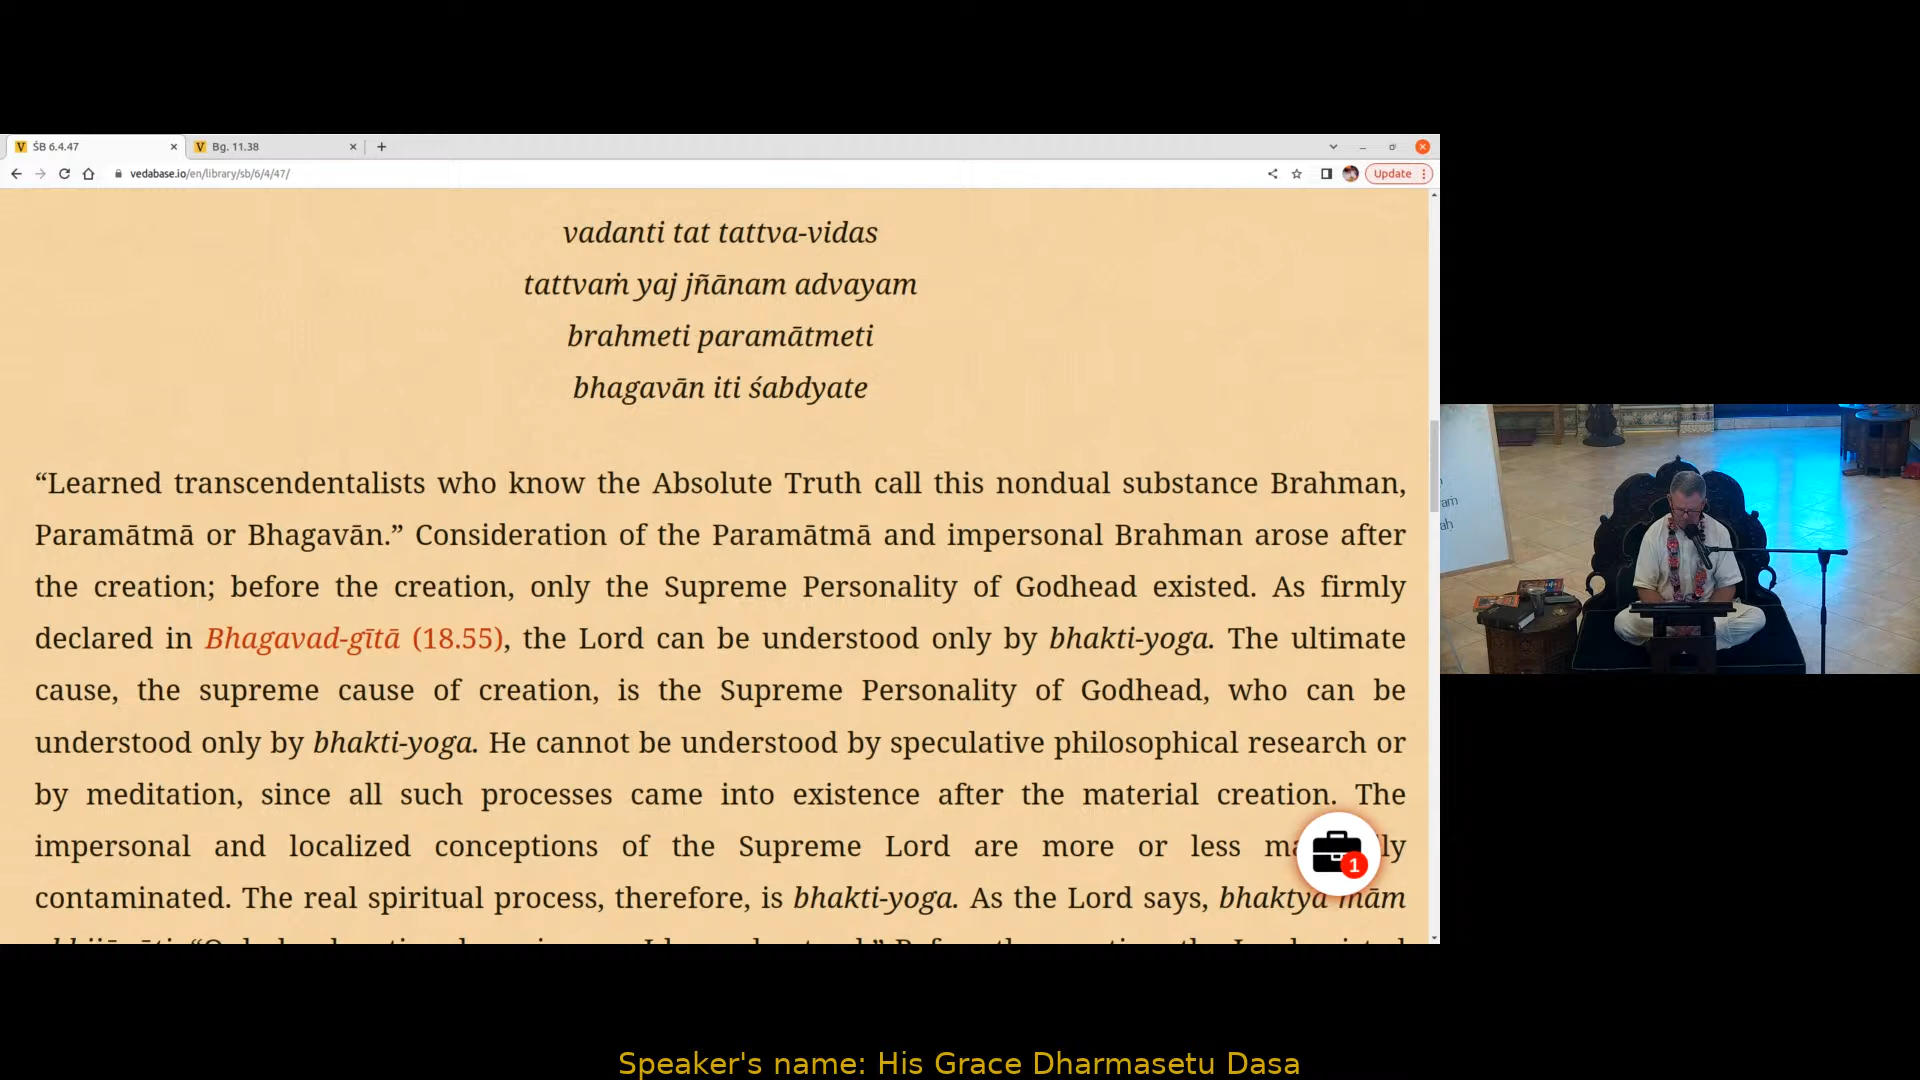 ŚB 6.4.47
Bg. 11.38
vedabase.io/en/library/sb/6/4/47/
Update
vadanti tat tattva-vidas
tattvaṁ yaj jñānam advayam
brahmeti paramātmeti
bhagavān iti śabdyate
“Learned transcendentalists who know the Absolute Truth call this nondual substance Brahman,
Paramātmā or Bhagavān.” Consideration of the Paramātmā and impersonal Brahman arose after
the creation; before the creation, only the Supreme Personality of Godhead existed. As firmly
declared in Bhagavad-gītā (18.55), the Lord can be understood only by bhakti-yoga. The ultimate
cause, the supreme cause of creation, is the Supreme Personality of Godhead, who can be
understood only by bhakti-yoga. He cannot be understood by speculative philosophical research or
by meditation, since all such processes came into existence after the material creation. The
impersonal and localized conceptions of the Supreme Lord are more or less
contaminated. The real spiritual process, therefore, is bhakti-yoga. As the Lord says, bhaktyā mām
1
Speaker's name: His Grace Dharmasetu Dasa